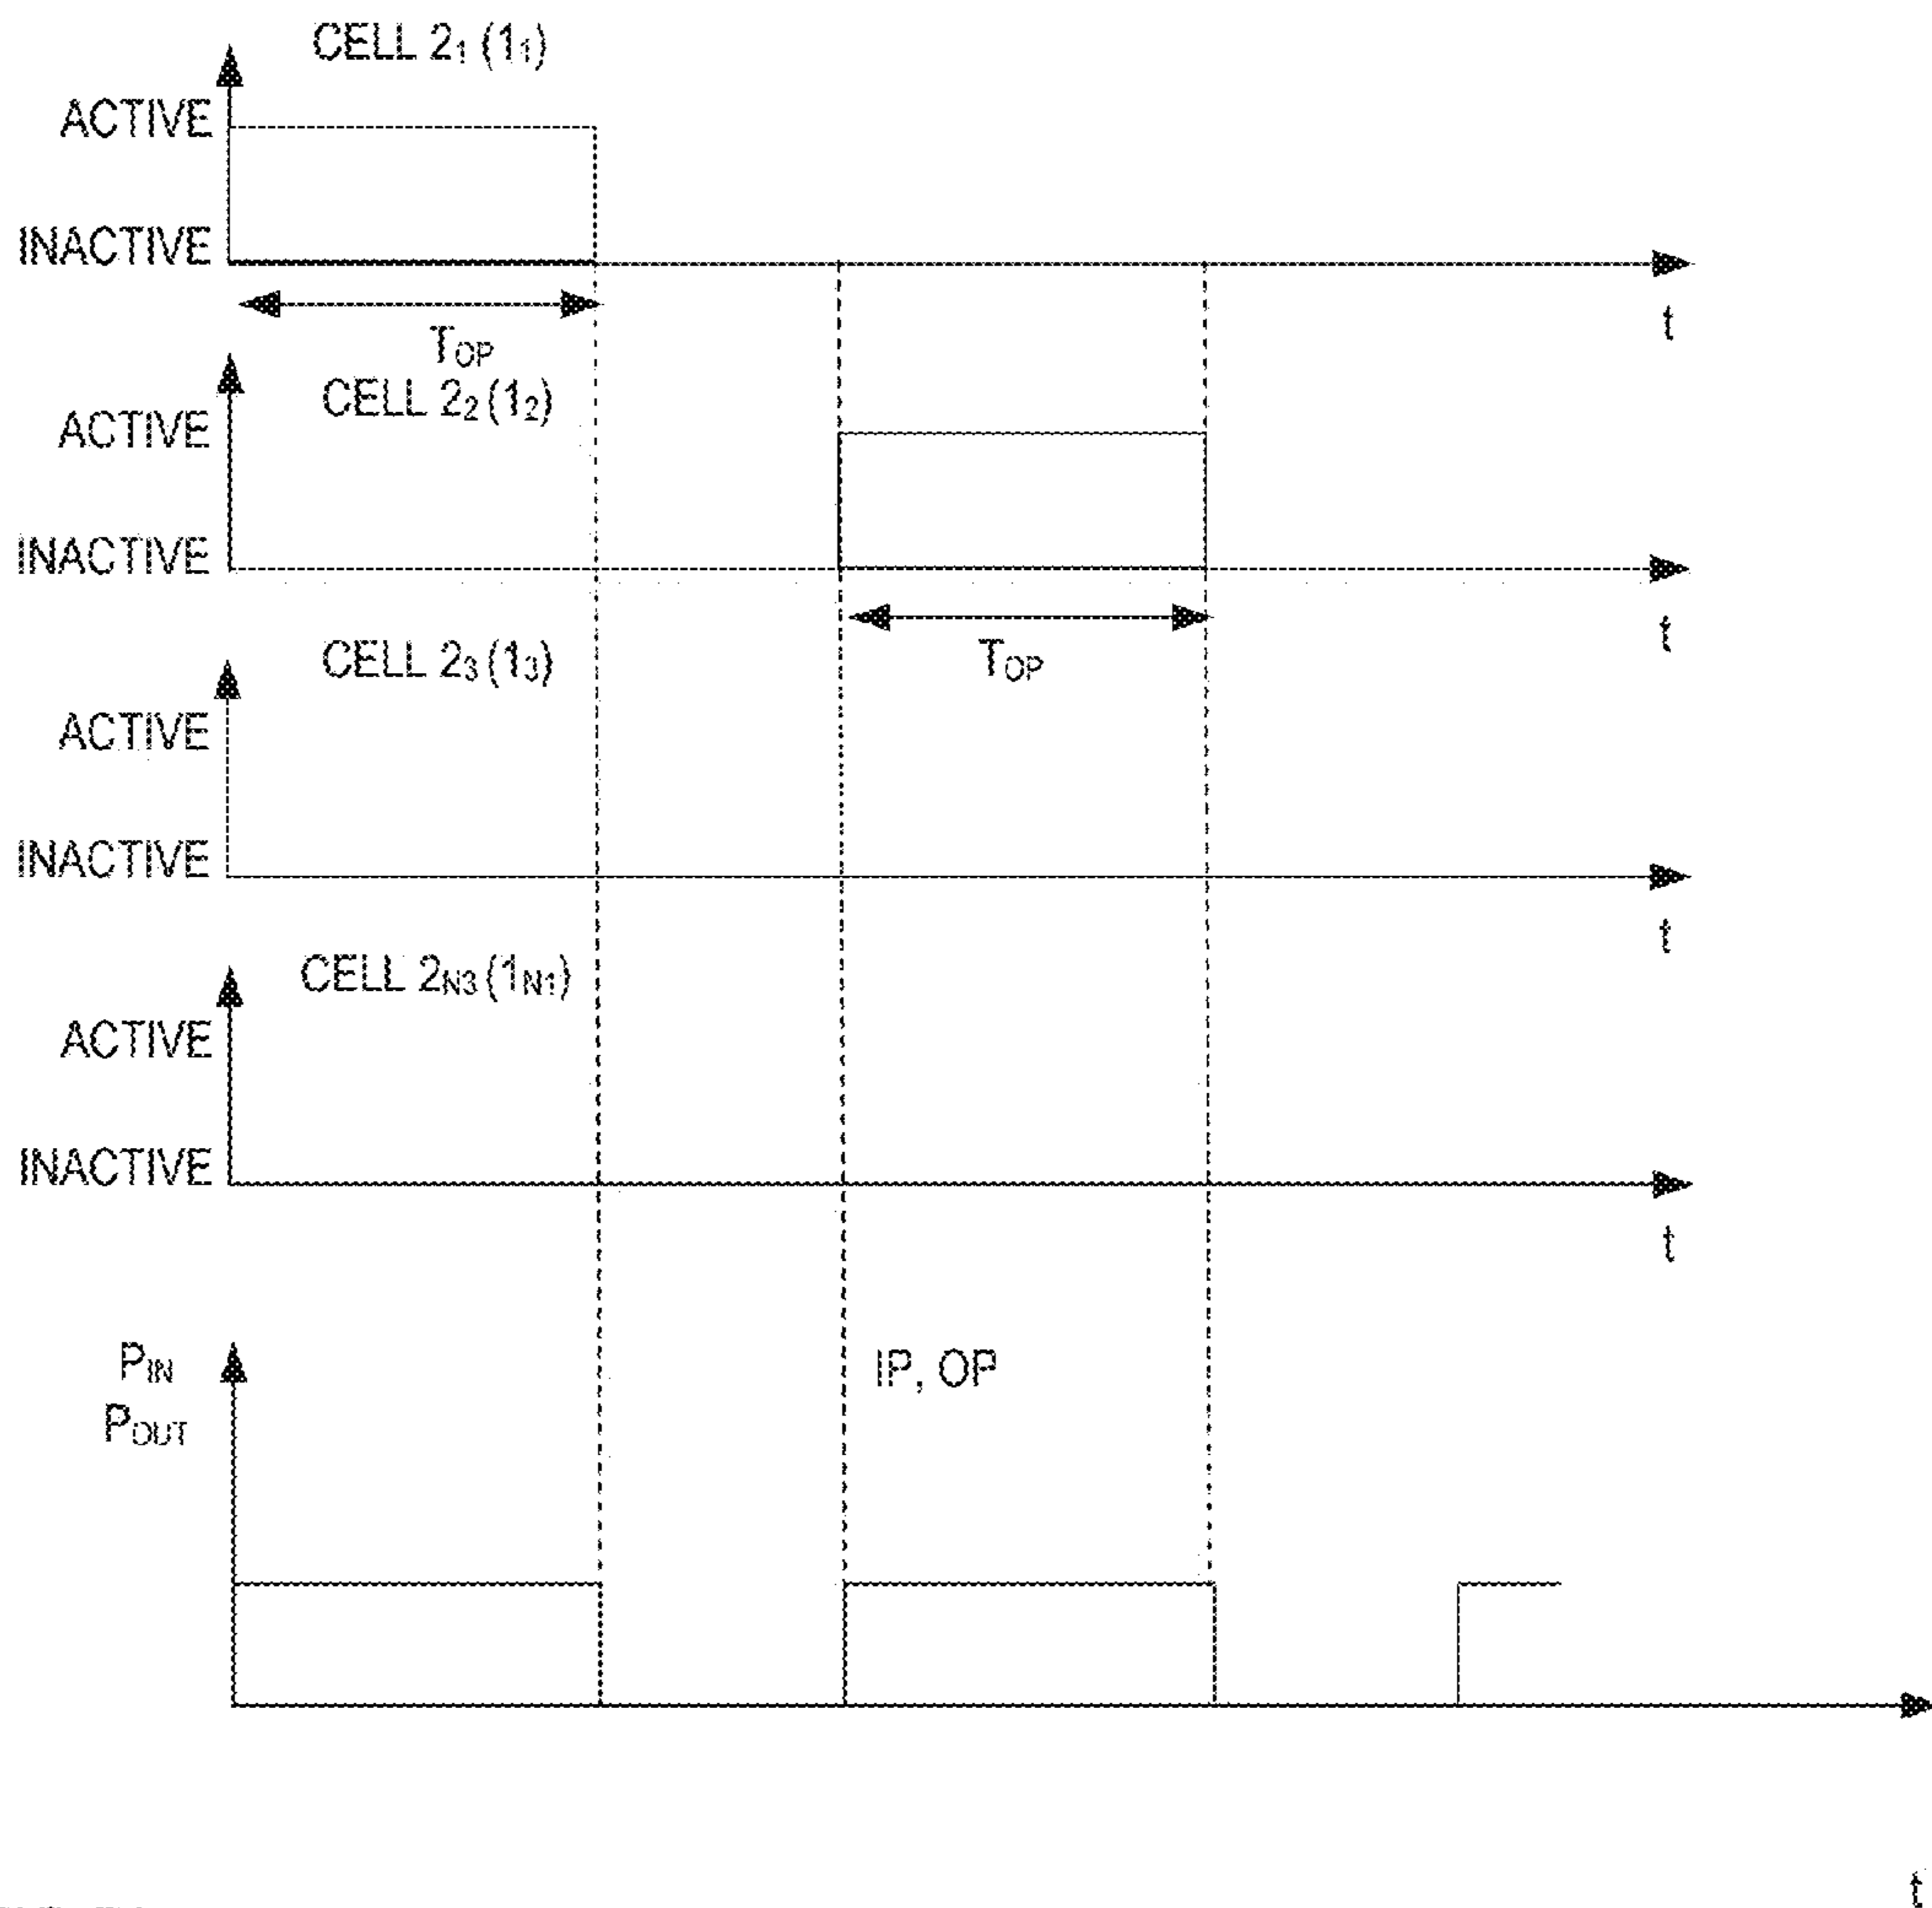 CELL 2₁ (1₁)
ACTIVE
INACTIVE
t
T_OP
CELL 2₂ (1₂)
ACTIVE
INACTIVE
t
T_OP
CELL 2₃ (1₃)
ACTIVE
INACTIVE
t
CELL 2_N3 (1_N1)
ACTIVE
INACTIVE
t
P_IN
IP, OP
P_OUT
t